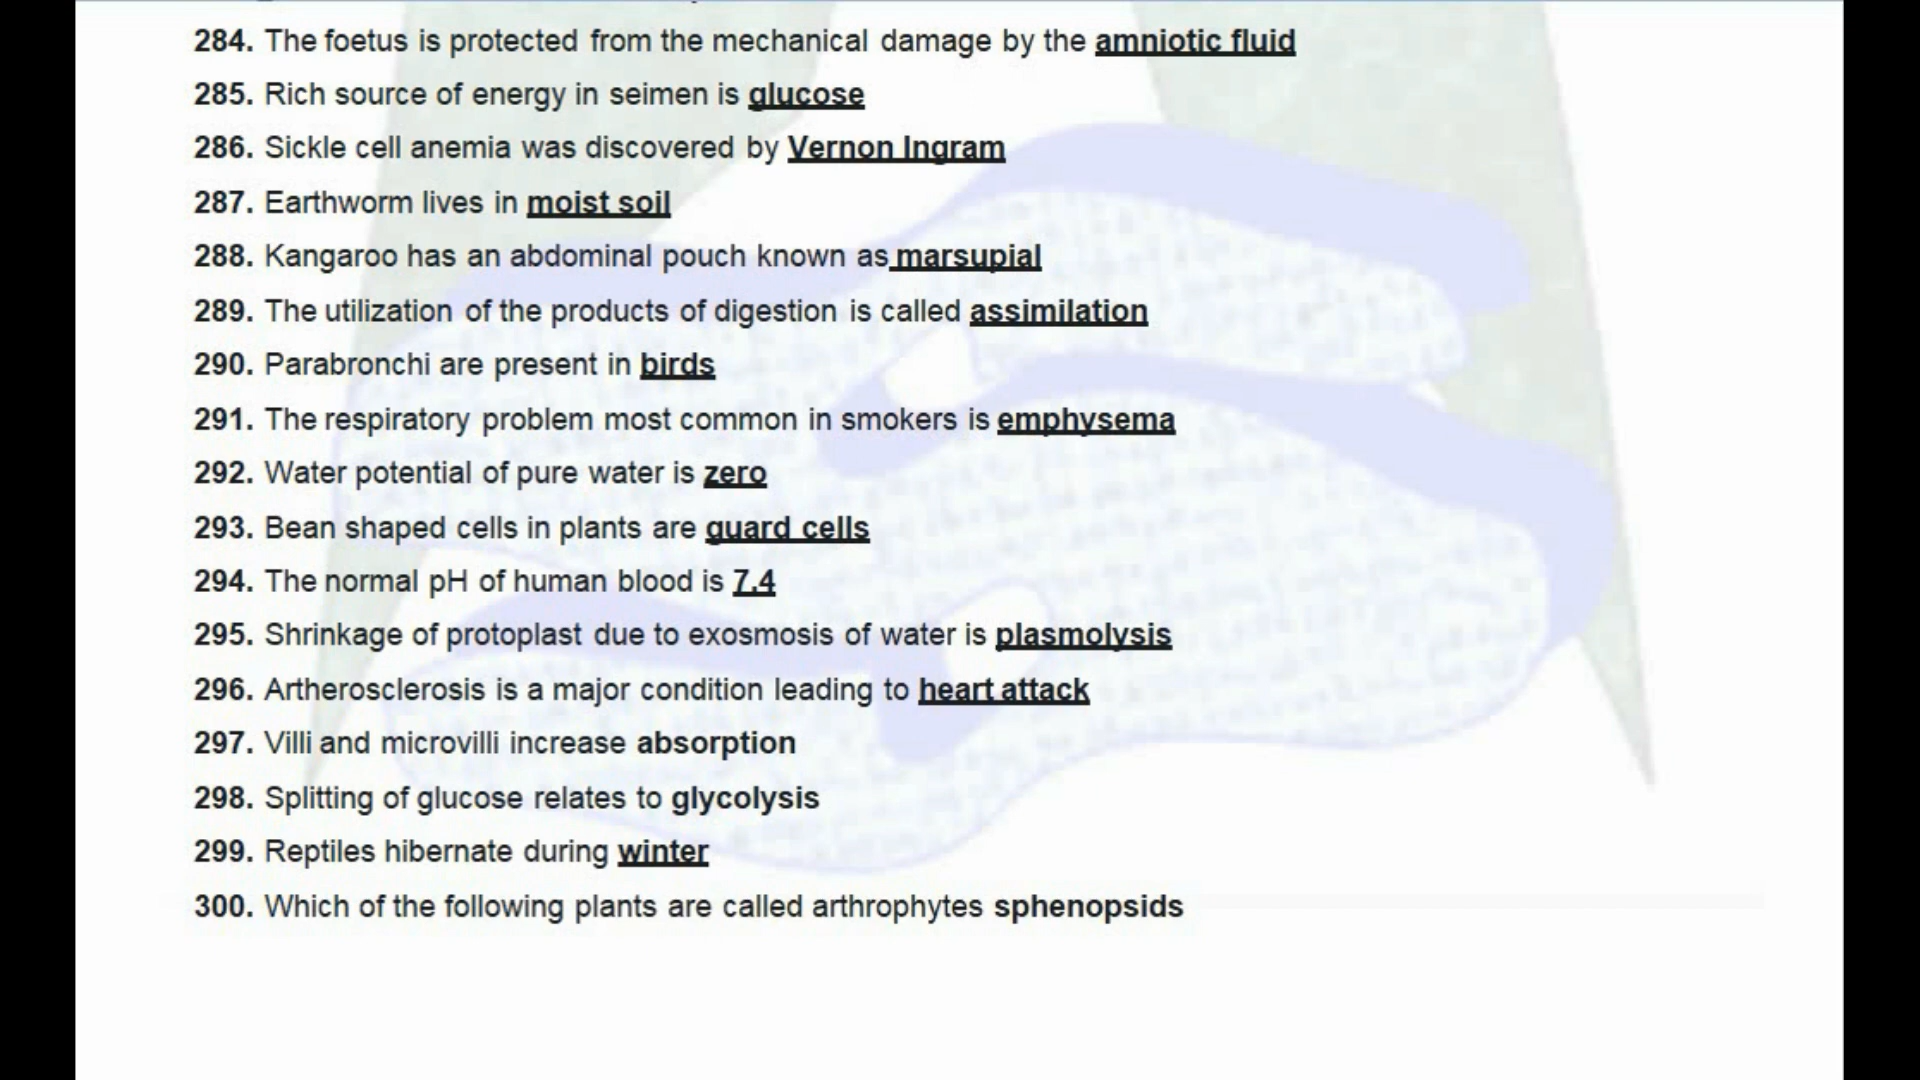 284. The foetus is protected from the mechanical damage by the amniotic fluid
285. Rich source of energy in seimen is glucose
286. Sickle cell anemia was discovered by Vernon Ingram
287. Earthworm lives in moist soil
288. Kangaroo has an abdominal pouch known as marsupial
289. The utilization of the products of digestion is called assimilation
290. Parabronchi are present in birds
291. The respiratory problem most common in smokers is emphysema
292. Water potential of pure water is zero
293. Bean shaped cells in plants are guard cells
294. The normal pH of human blood is 7.4
295. Shrinkage of protoplast due to exosmosis of water is plasmolysis
296. Artherosclerosis is a major condition leading to heart attack
297. Villi and microvilli increase absorption
298. Splitting of glucose relates to glycolysis
299. Reptiles hibernate during winter
300. Which of the following plants are called arthrophytes sphenopsids